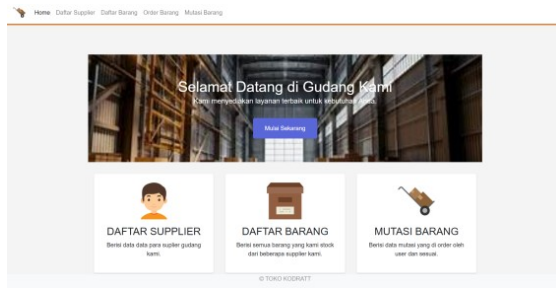 Home Daftar Supplier Daftar Barang Order Barang Mutasi Barang
Selamat Datang di Gudang Kami
Kami menyediakan layanan terbaik untuk kebutuhan Anda.
Mulai Sekarang
DAFTAR SUPPLIER
Berisi data data para suplier gudang
kami.
DAFTAR BARANG
Berisi semua barang yang kami stock
dari beberapa supplier kami.
MUTASI BARANG
Berisi data mutasi yang di order oleh
user dan sesuai.
© TOKO KODRATT